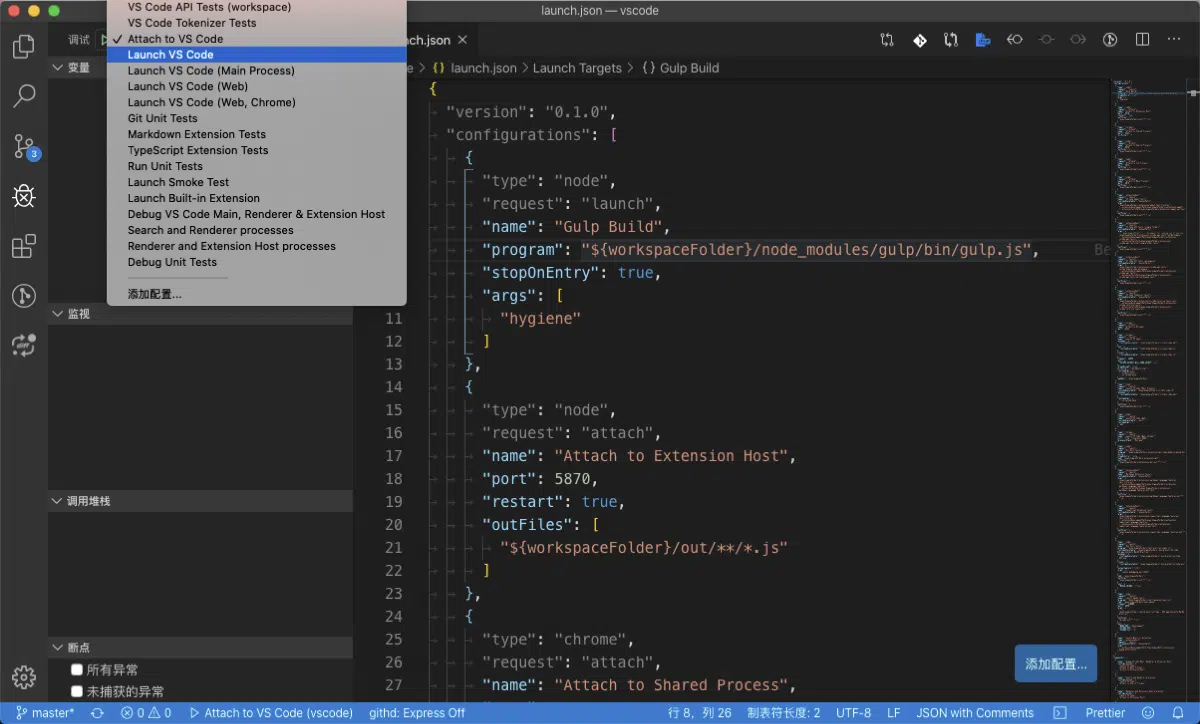 launch.json — vscode
VS Code API Tests (workspace)
VS Code Tokenizer Tests
✓ Attach to VS Code
Launch VS Code
Launch VS Code (Main Process)
Launch VS Code (Web)
Launch VS Code (Web, Chrome)
Git Unit Tests
Markdown Extension Tests
TypeScript Extension Tests
Run Unit Tests
Launch Smoke Test
Launch Built-in Extension
Debug VS Code Main, Renderer & Extension Host
Search and Renderer processes
Renderer and Extension Host processes
Debug Unit Tests
添加配置...
调试
变量
监视
调用堆栈
断点
所有异常
未捕获的异常
3
ch.json ×
e > {} launch.json > Launch Targets > {} Gulp Build
{
"version": "0.1.0",
"configurations": [
{
"type": "node",
"request": "launch",
"name": "Gulp Build",
"program": "${workspaceFolder}/node_modules/gulp/bin/gulp.js", Be
"stopOnEntry": true,
"args": [
11 "hygiene"
12 ]
13 },
14 {
15 "type": "node",
16 "request": "attach",
17 "name": "Attach to Extension Host",
18 "port": 5870,
19 "restart": true,
20 "outFiles": [
21 "${workspaceFolder}/out/**/*.js"
22 ]
23 },
24 {
25 "type": "chrome",
26 "request": "attach",
27 "name": "Attach to Shared Process",
添加配置...
master* 0 0 Attach to VS Code (vscode) githd: Express Off 行 8，列 26 制表符长度: 2 UTF-8 LF JSON with Comments Prettier